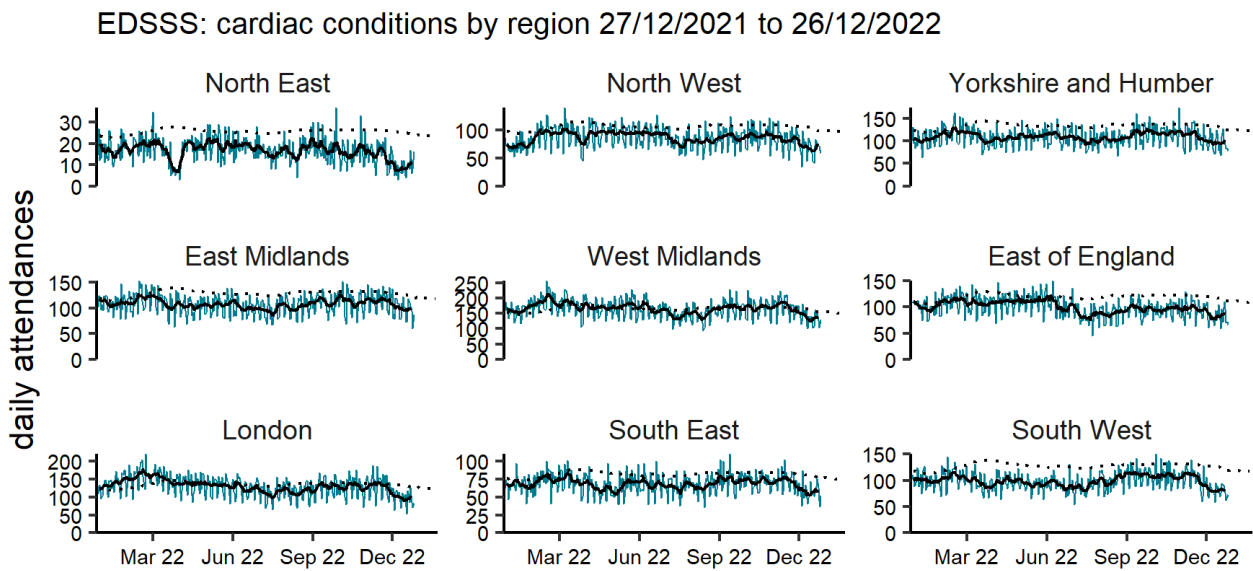 EDSSS: cardiac conditions by region 27/12/2021 to 26/12/2022
North East
North West
Yorkshire and Humber
30
20
10
0
100
50
0
150
100
50
0
daily attendances
East Midlands
West Midlands
East of England
150
100
50
0
250
200
150
100
50
0
150
100
50
0
London
South East
South West
200
150
100
50
0
100
75
50
25
0
150
100
50
0
Mar 22 Jun 22 Sep 22 Dec 22
Mar 22 Jun 22 Sep 22 Dec 22
Mar 22 Jun 22 Sep 22 Dec 22